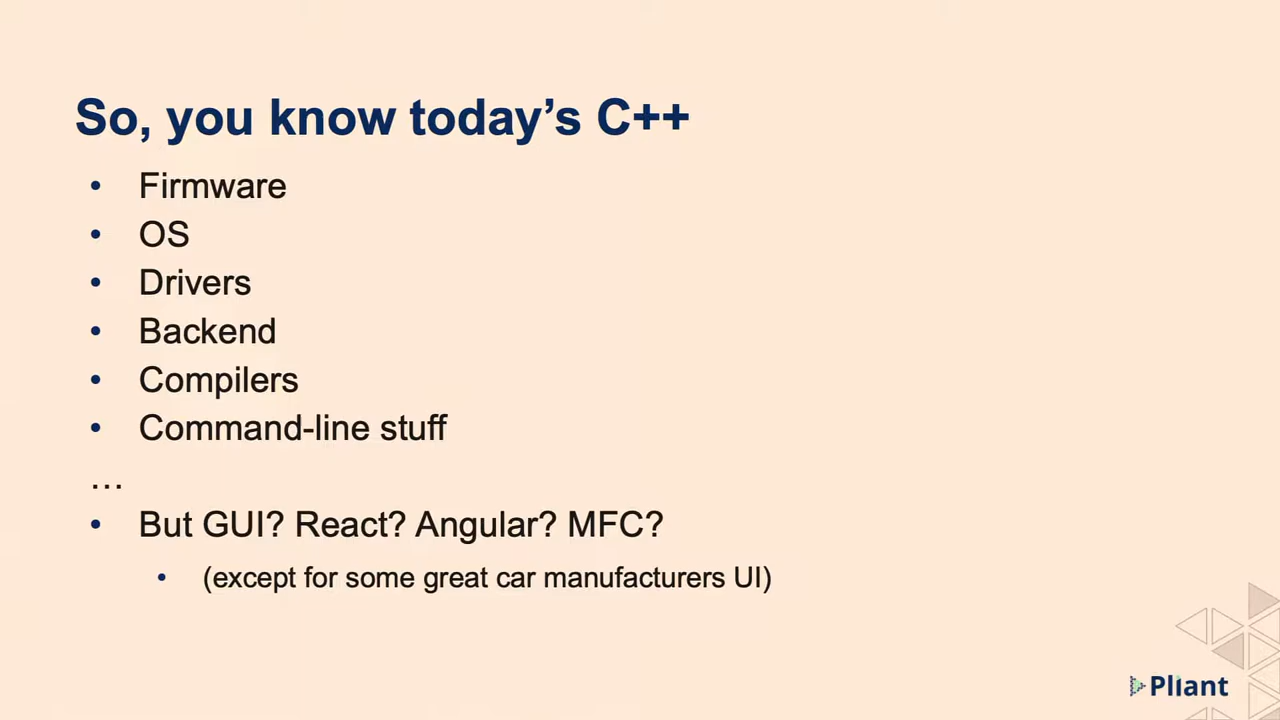 So, you know today’s C++
• Firmware
• OS
• Drivers
• Backend
• Compilers
• Command-line stuff
…
• But GUI? React? Angular? MFC?
• (except for some great car manufacturers UI)
Pliant